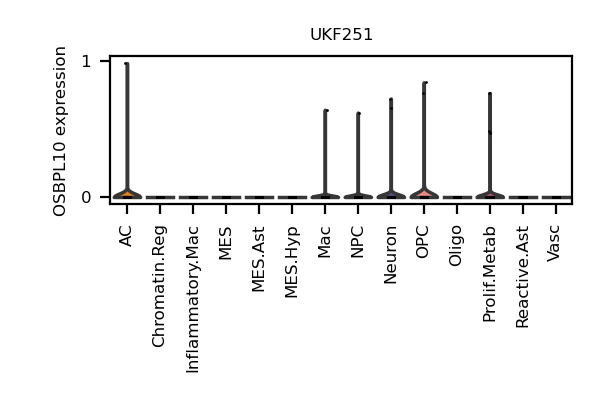 UKF251
OSBPL10 expression
1
0
AC
Chromatin.Reg
Inflammatory.Mac
MES
MES.Ast
MES.Hyp
Mac
NPC
Neuron
OPC
Oligo
Prolif.Metab
Reactive.Ast
Vasc